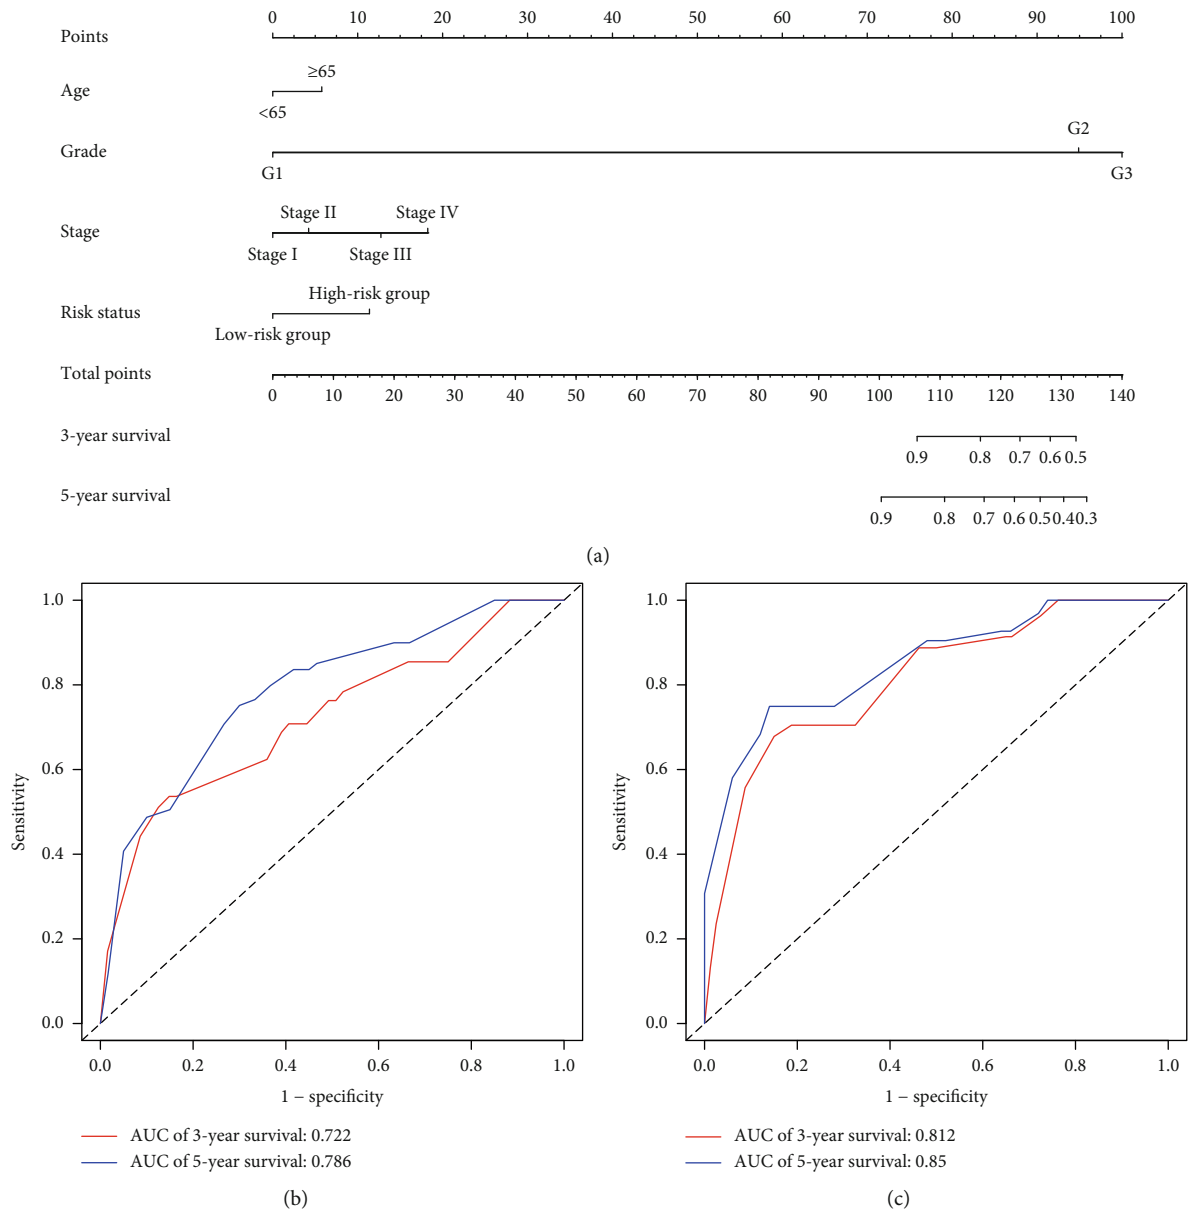 0 10 20 30 40 50 60 70 80 90 100
Points
≥65
Age
<65
G2
Grade
G1 G3
Stage II Stage IV
Stage
Stage I Stage III
High-risk group
Risk status
Low-risk group
Total points
0 10 20 30 40 50 60 70 80 90 100 110 120 130 140
3-year survival
0.9 0.8 0.7 0.6 0.5
5-year survival
0.9 0.8 0.7 0.6 0.5 0.4 0.3
(a)
1.0
0.8
0.6
0.4
0.2
0.0
Sensitivity
0.0 0.2 0.4 0.6 0.8 1.0
1 − specificity
AUC of 3-year survival: 0.722
AUC of 5-year survival: 0.786
(b)
1.0
0.8
0.6
0.4
0.2
0.0
Sensitivity
0.0 0.2 0.4 0.6 0.8 1.0
1 − specificity
AUC of 3-year survival: 0.812
AUC of 5-year survival: 0.85
(c)